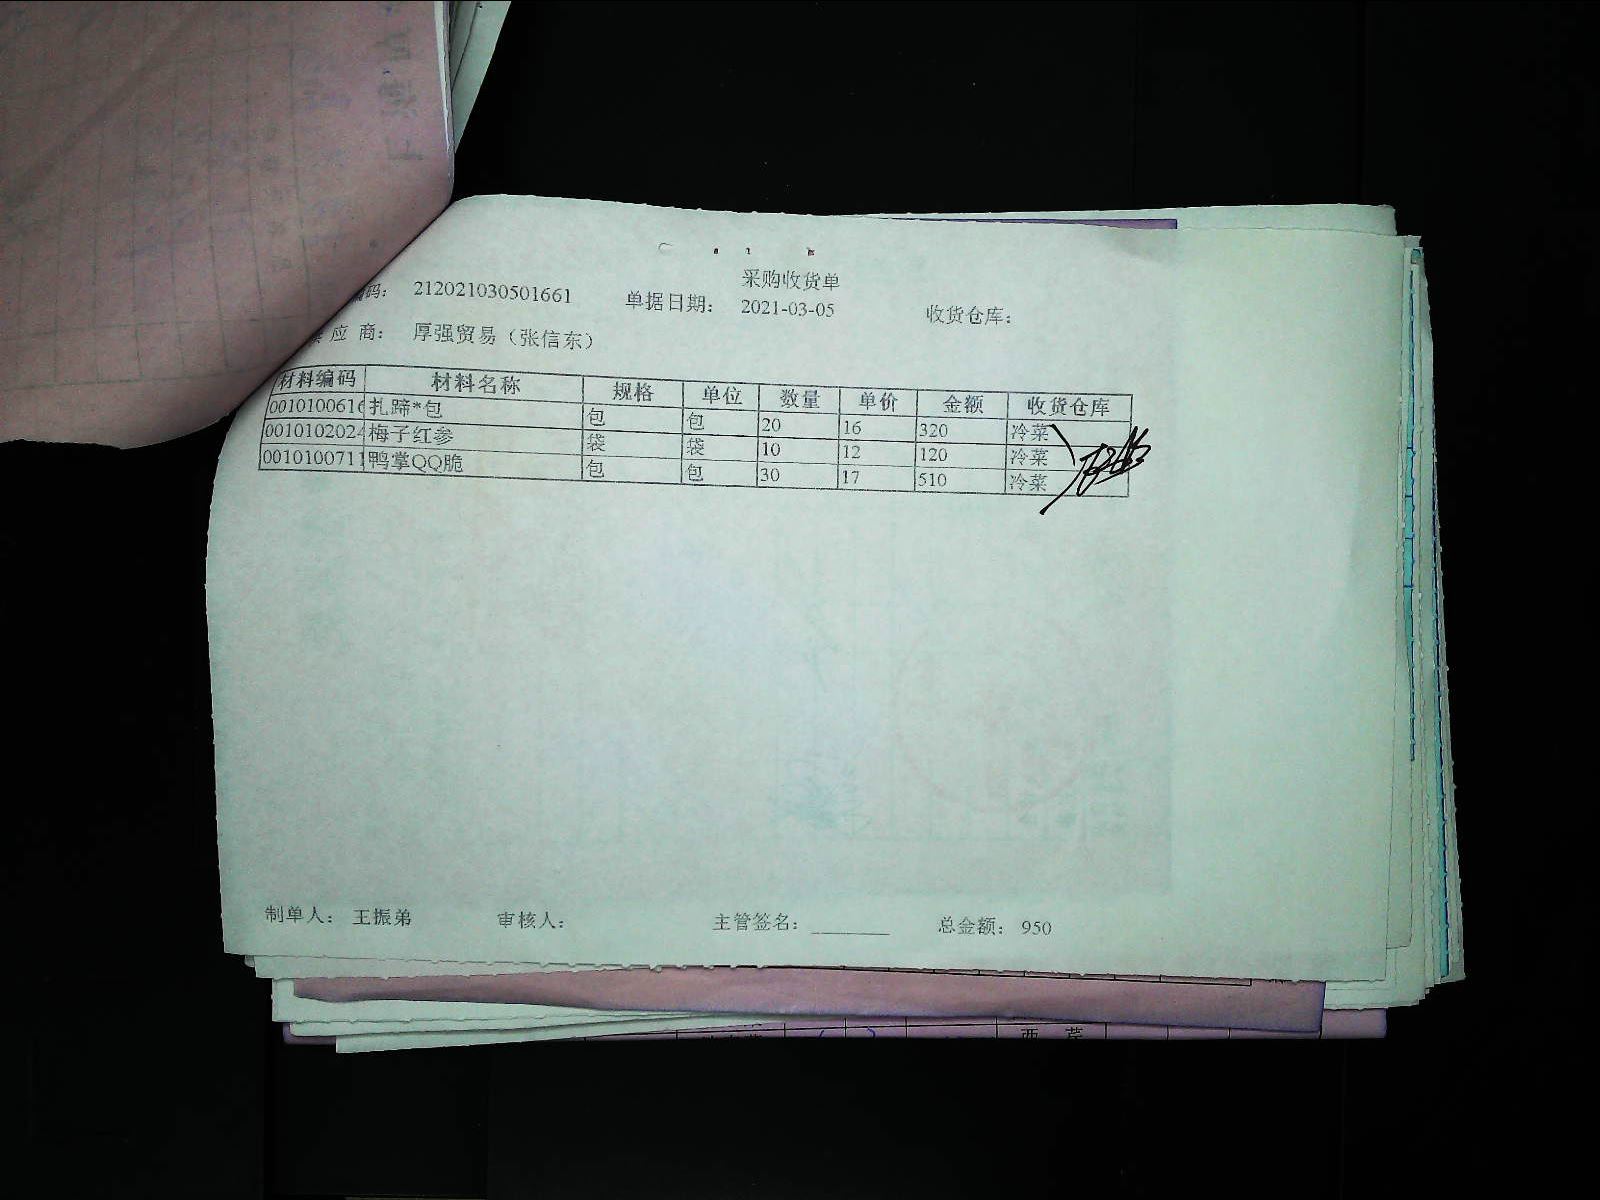 采购收货单
码： 212021030501661 单据日期： 2021-03-05 收货仓库：
应 商： 厚强贸易（张信东）
材料编码 材料名称 规格 单位 数量 单价 金额 收货仓库
0010100616 扎蹄*包 包 包 20 16 320 冷菜
0010102024 梅子红参 袋 袋 10 12 120 冷菜
0010100711 鸭掌QQ脆 包 包 30 17 510 冷菜
制单人： 王振弟 审核人： 主管签名：________ 总金额： 950